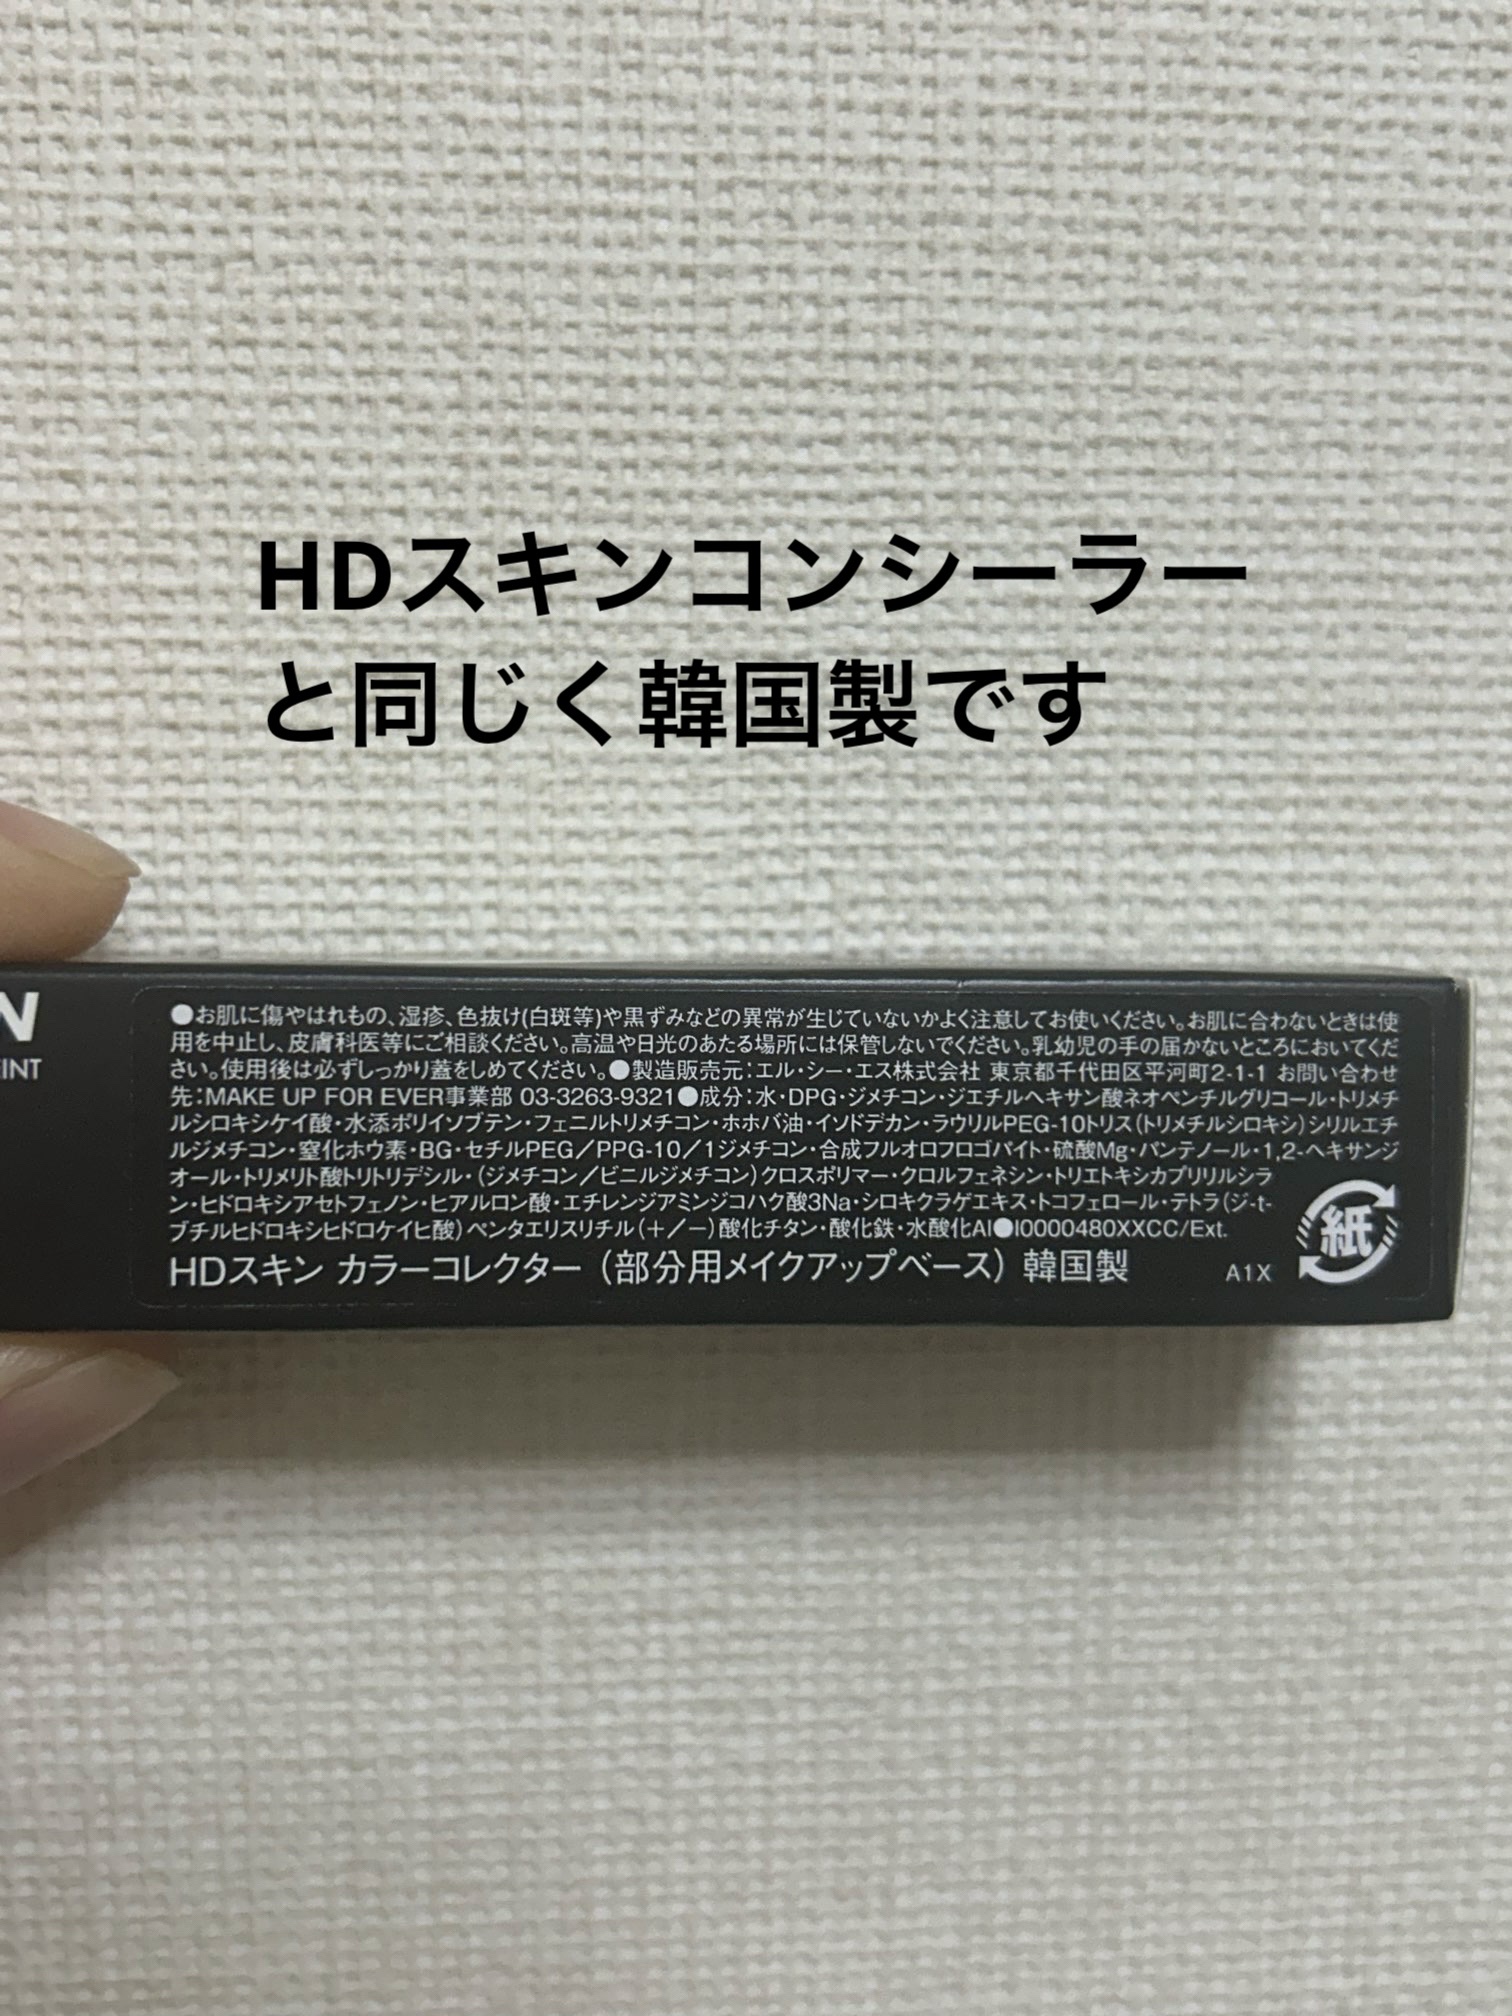 HDスキンコンシーラー
と同じく韓国製です
●お肌に傷やはれもの、湿疹、色抜け(白斑等)や黒ずみなどの異常が生じていないかよく注意してお使いください。お肌に合わないときは使
用を中止し、皮膚科医等にご相談ください。高温や日光のあたる場所には保管しないでください。乳幼児の手の届かないところにおいてくだ
さい。使用後は必ずしっかり蓋をしめてください。●製造販売元:エル・シー・エス株式会社 東京都千代田区平河町2-1-1 お問い合わせ
先:MAKE UP FOR EVER事業部 03-3263-9321●成分:水・DPG・ジメチコン・ジエチルヘキサン酸ネオペンチルグリコール・トリメチ
ルシロキシケイ酸・水添ポリイソブテン・フェニルトリメチコン・ホホバ油・イソドデカン・ラウリルPEG-10トリス(トリメチルシロキシ)シリルエチ
ルジメチコン・窒化ホウ素・BG・セチルPEG/PPG-10/1ジメチコン・合成フルオロフロゴパイト・硫酸Mg・パンテノール・1,2-ヘキサンジ
オール・トリメリト酸トリトリデシル・(ジメチコン/ビニルジメチコン)クロスポリマー・クロルフェネシン・トリエトキシカプリリルシラ
ン・ヒドロキシアセトフェノン・ヒアルロン酸・エチレンジアミンジコハク酸3Na・シロキクラゲエキス・トコフェロール・テトラ(ジ-t-
ブチルヒドロキシヒドロケイヒ酸)ペンタエリスリチル(+/-)酸化チタン・酸化鉄・水酸化Al●I0000480XXCC/Ext.
HDスキン カラーコレクター(部分用メイクアップベース)韓国製
A1X
紙